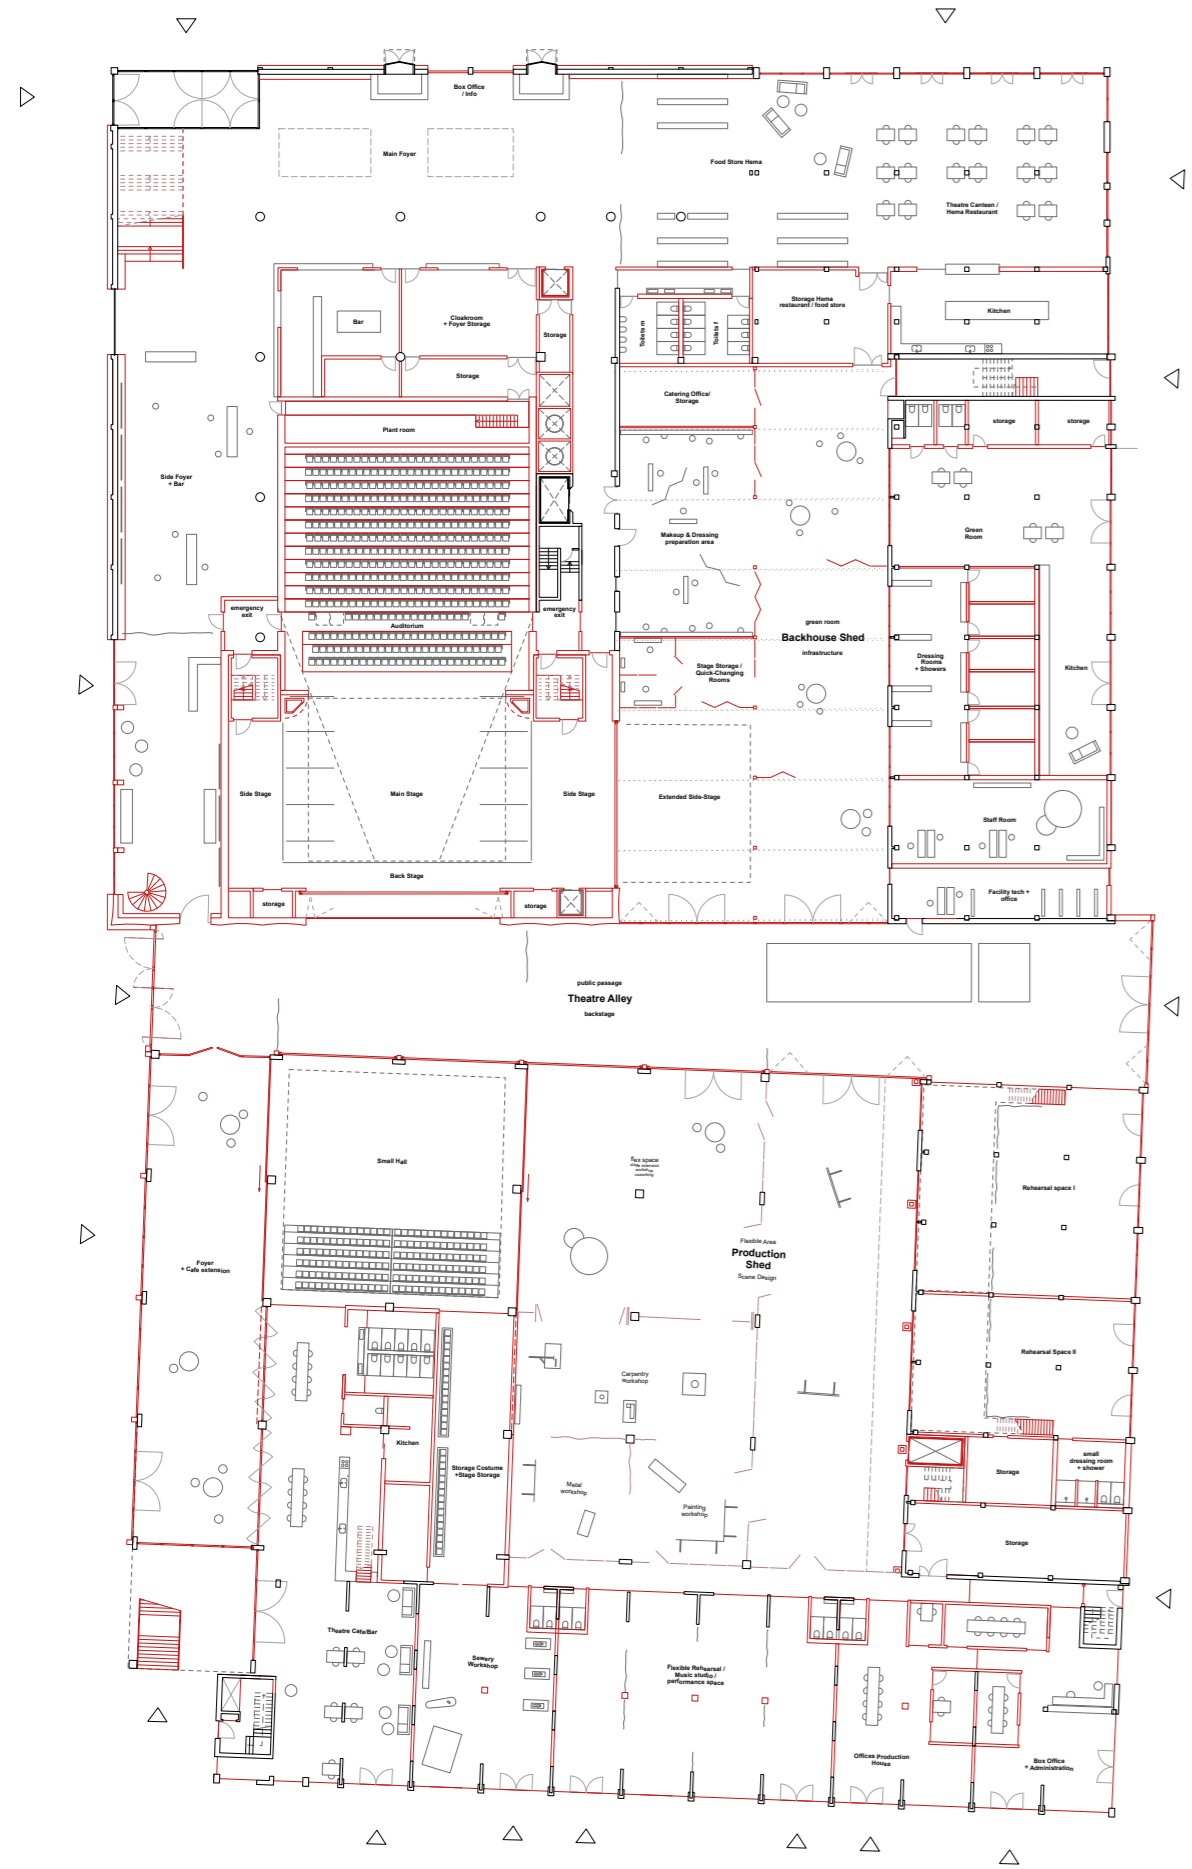 Box Office
/ Info
Main Foyer
Food Store Hema
Theatre Canteen /
Hema Restaurant
Bar
Cloakroom
+ Foyer Storage
Storage
Storage
Toilets m
Toilets f
Storage Hema
restaurant / food store
Kitchen
Catering Office/
Storage
storage
storage
Plant room
Side Foyer
+ Bar
Makeup & Dressing
preparation area
Green
Room
emergency
exit
Auditorium
emergency
exit
green room
Backhouse Shed
infrastructure
Stage Storage /
Quick-Changing
Rooms
Dressing
Rooms
+ Showers
Kitchen
Side Stage
Main Stage
Side Stage
Extended Side-Stage
Staff Room
Back Stage
storage
storage
Facility tech +
office
public passage
Theatre Alley
backstage
Small Hall
flex space
stage extension
workshop
coworking
Rehearsal space I
Foyer
+ Cafe extension
Flexible Area
Production
Shed
Scene Design
Carpentry
workshop
Rehearsal Space II
Kitchen
Storage Costume
+Stage Storage
Metal
workshop
Painting
workshop
Storage
small
dressing room
+ shower
Storage
Theatre Cafe/Bar
Sewery
Workshop
Flexible Rehearsal /
Music studio /
performance space
Offices Production
House
Box Office
+ Administration